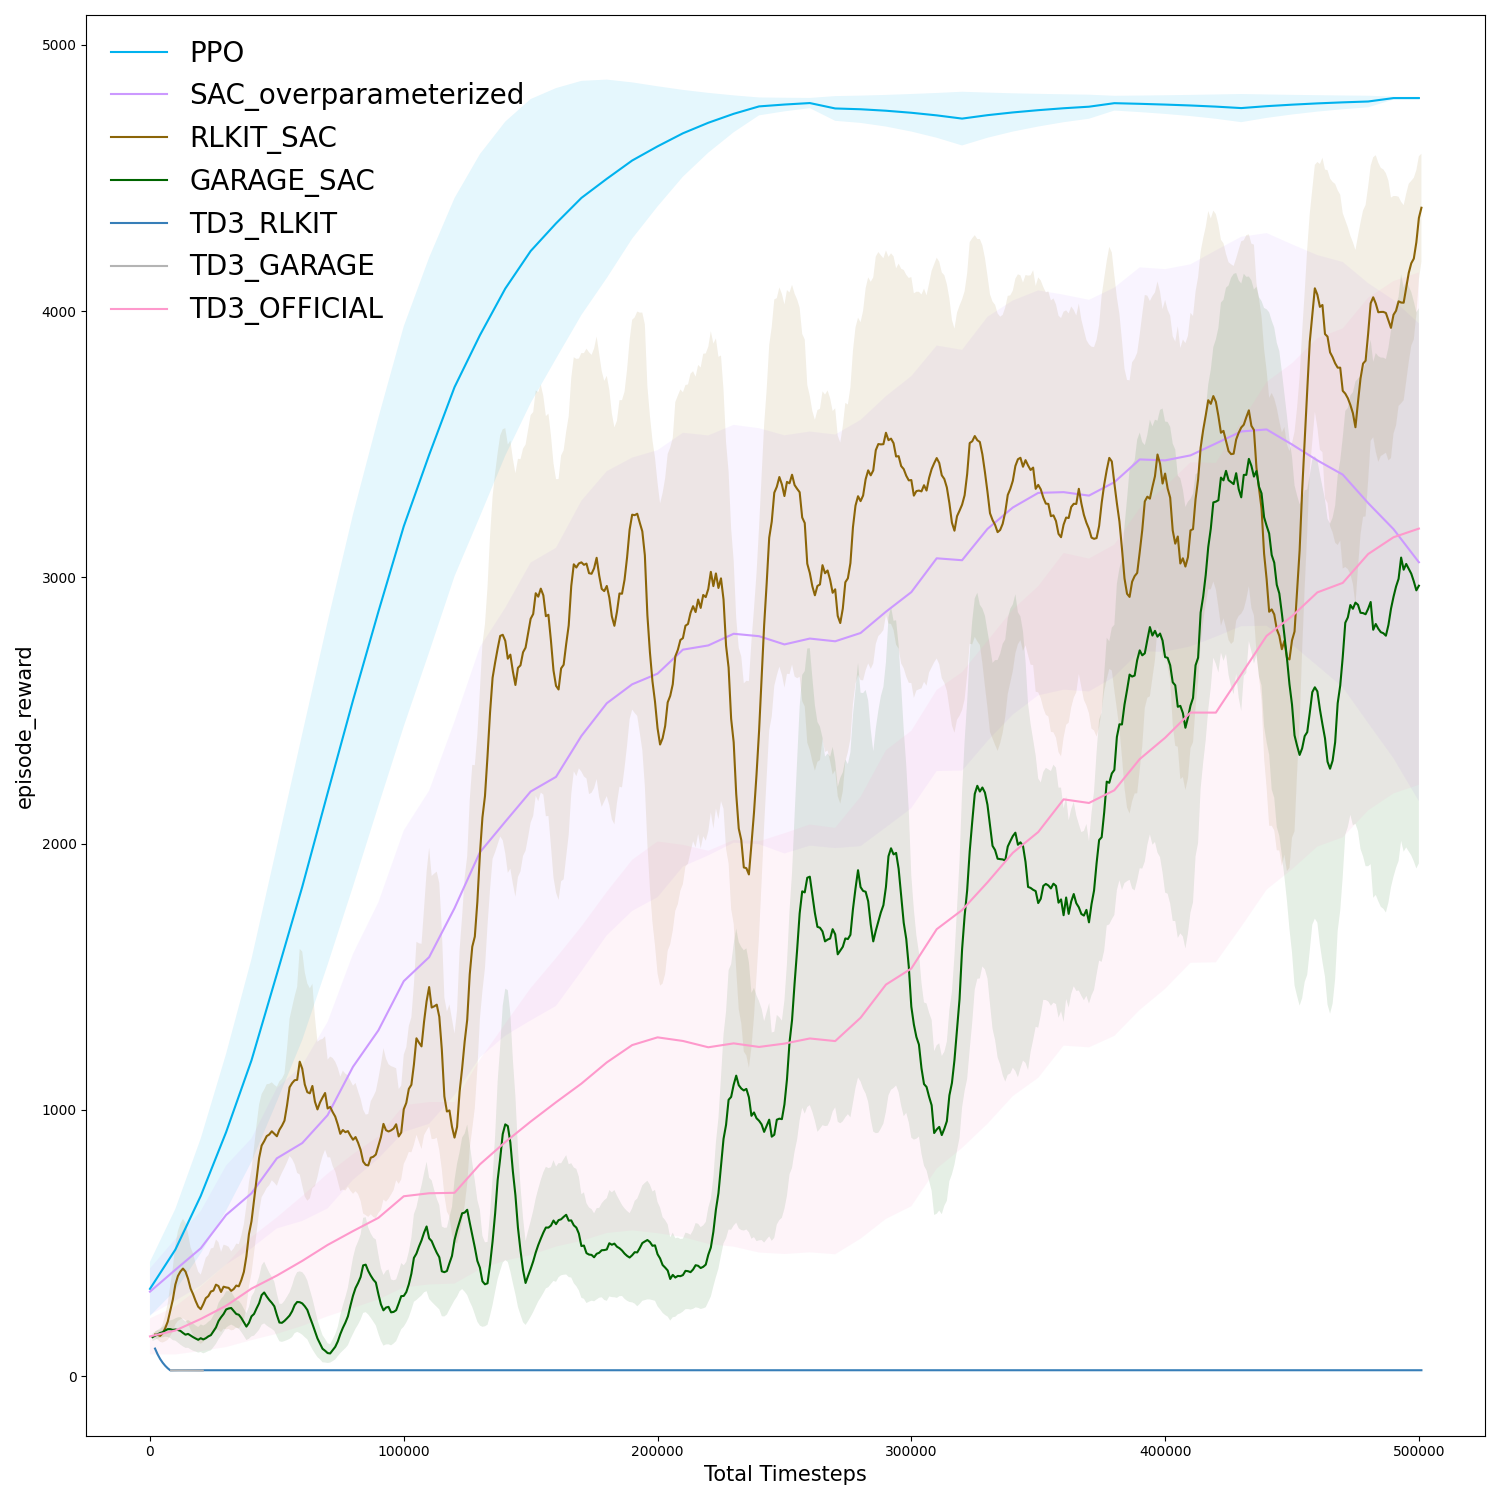 PPO
SAC_overparameterized
RLKIT_SAC
GARAGE_SAC
TD3_RLKIT
TD3_GARAGE
TD3_OFFICIAL
5000
4000
3000
2000
1000
0
episode_reward
0 100000 200000 300000 400000 500000
Total Timesteps